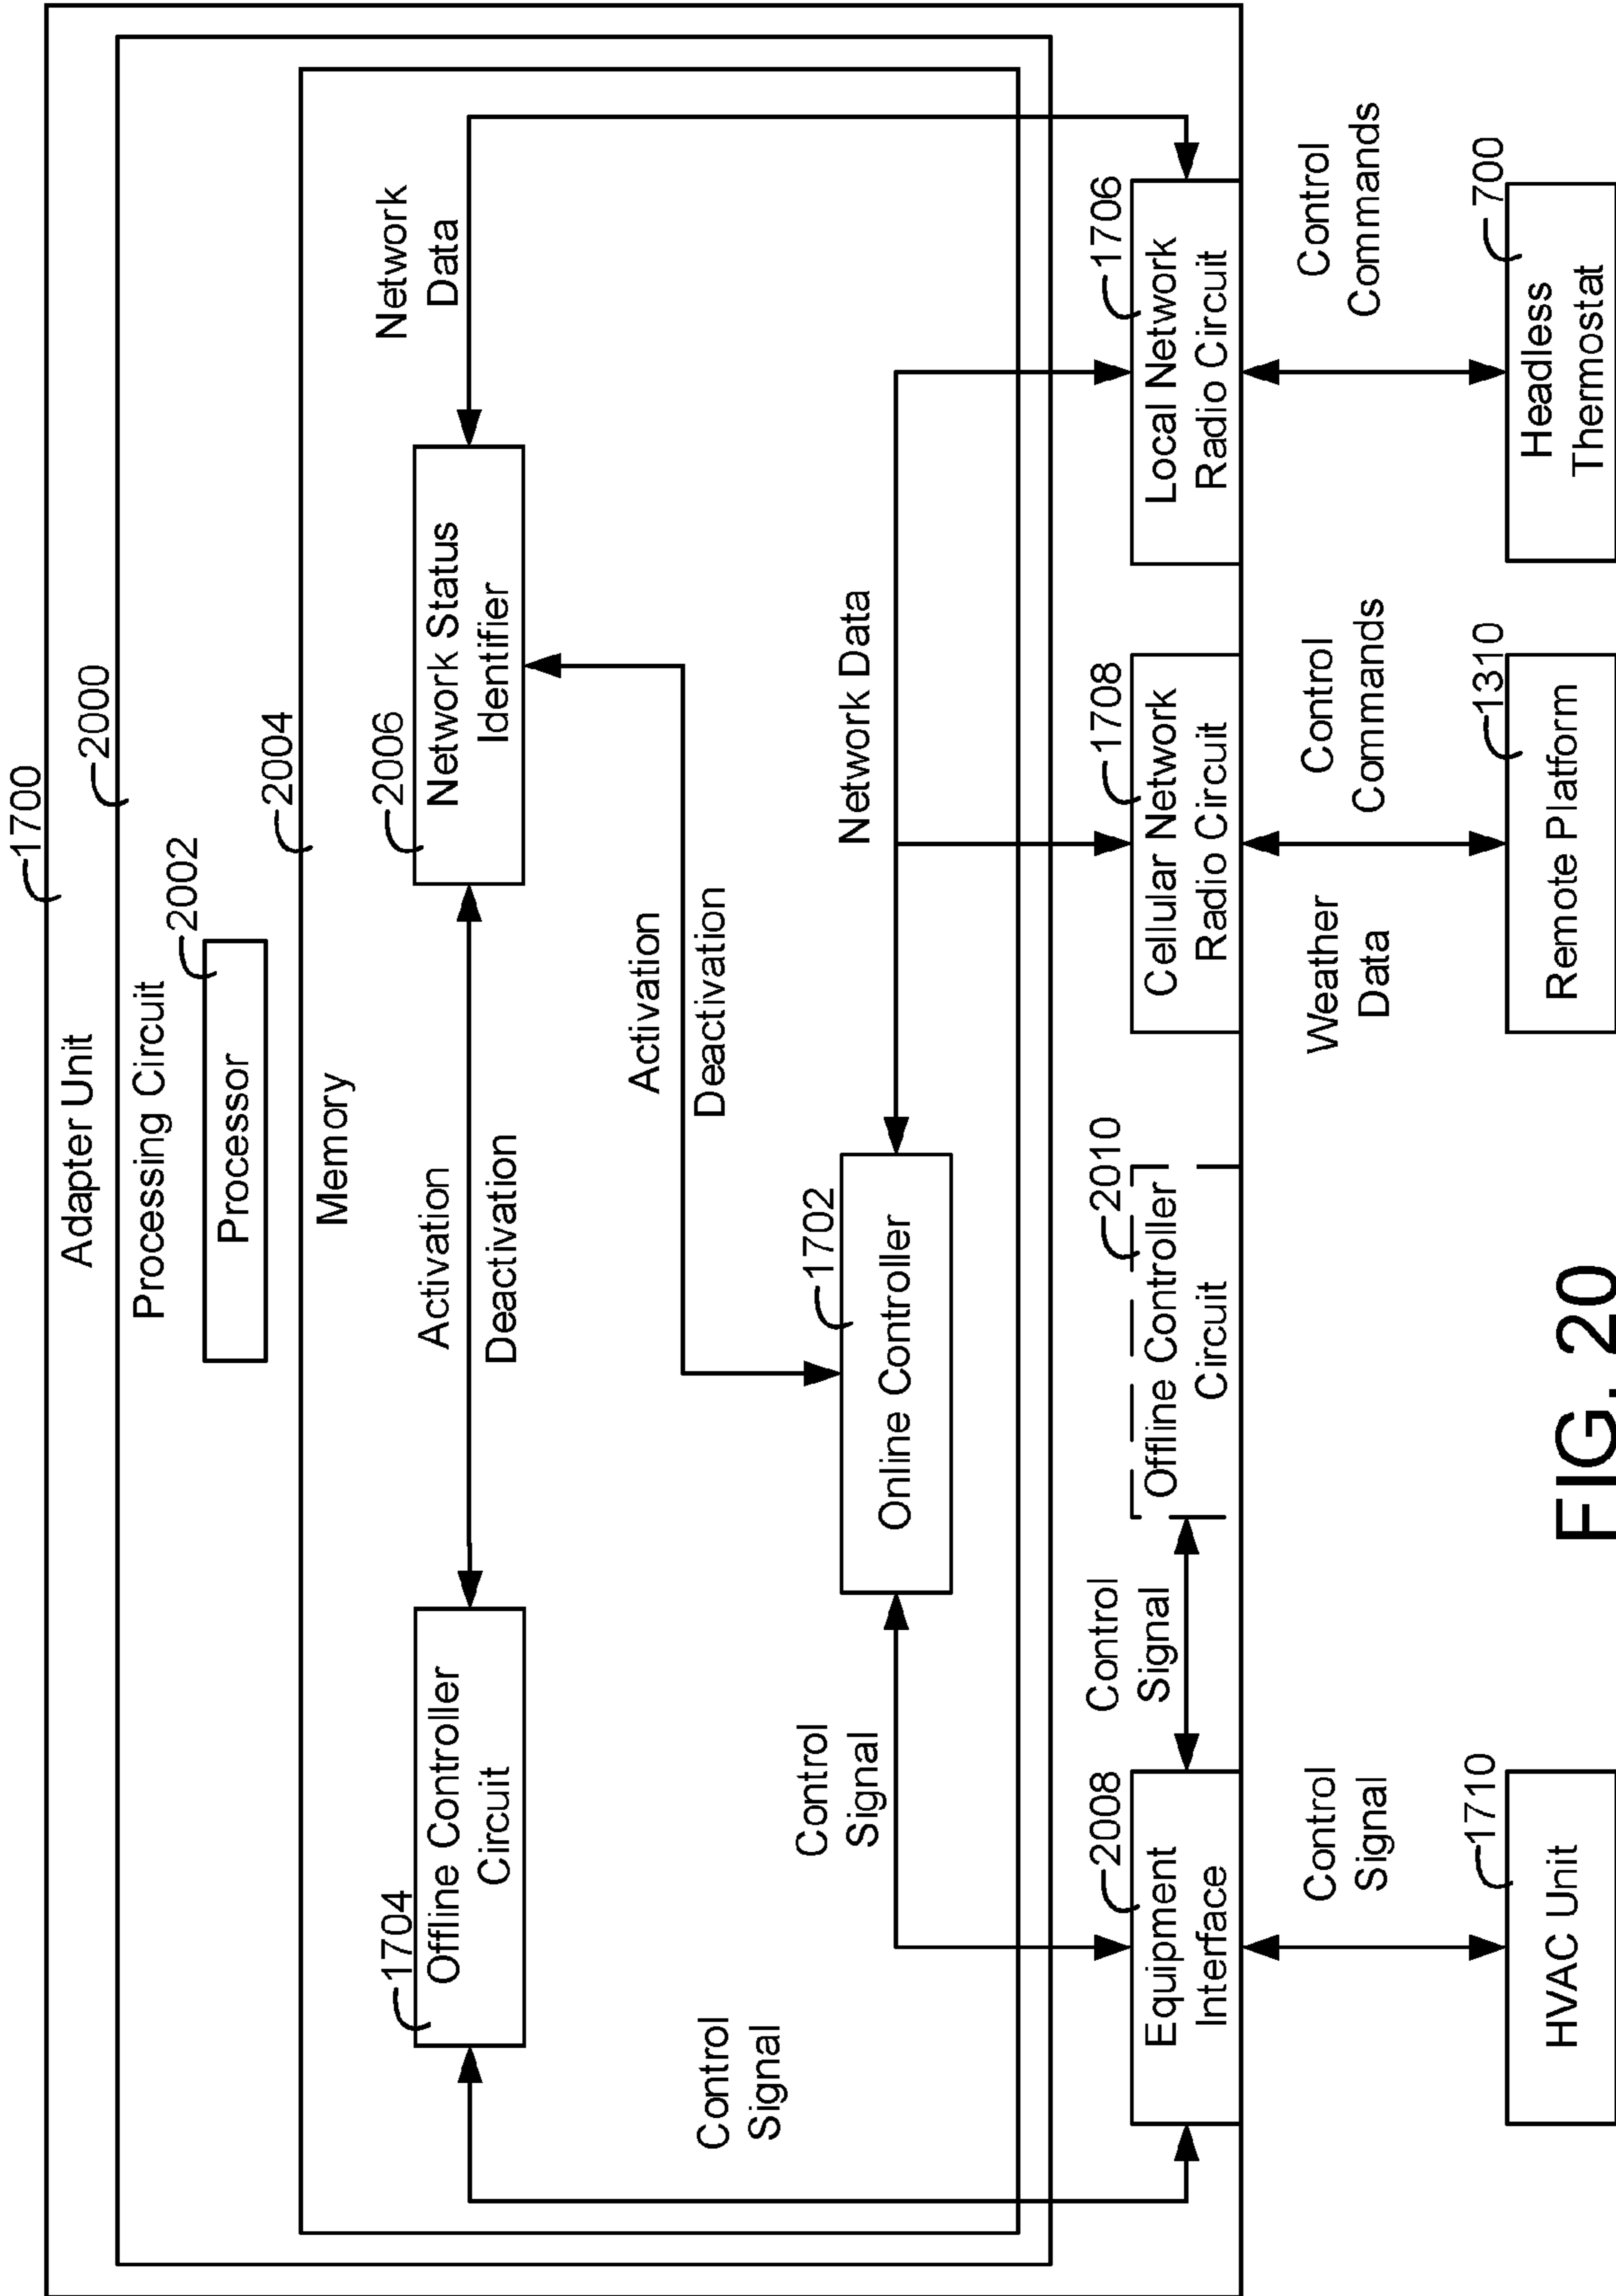 1700
Adapter Unit
2000
Processing Circuit
2002
Processor
2004
Memory
1704
Offline Controller
Circuit
Activation
Deactivation
2006
Network Status
Identifier
Network
Data
Activation
Deactivation
Control
Signal
Control
Signal
1702
Online Controller
Network Data
2008
Equipment
Interface
Control
Signal
2010
Offline Controller
Circuit
1708
Cellular Network
Radio Circuit
1706
Local Network
Radio Circuit
Control
Signal
Weather
Data
Control
Commands
Control
Commands
1710
HVAC Unit
1310
Remote Platform
700
Headless
Thermostat
FIG. 20